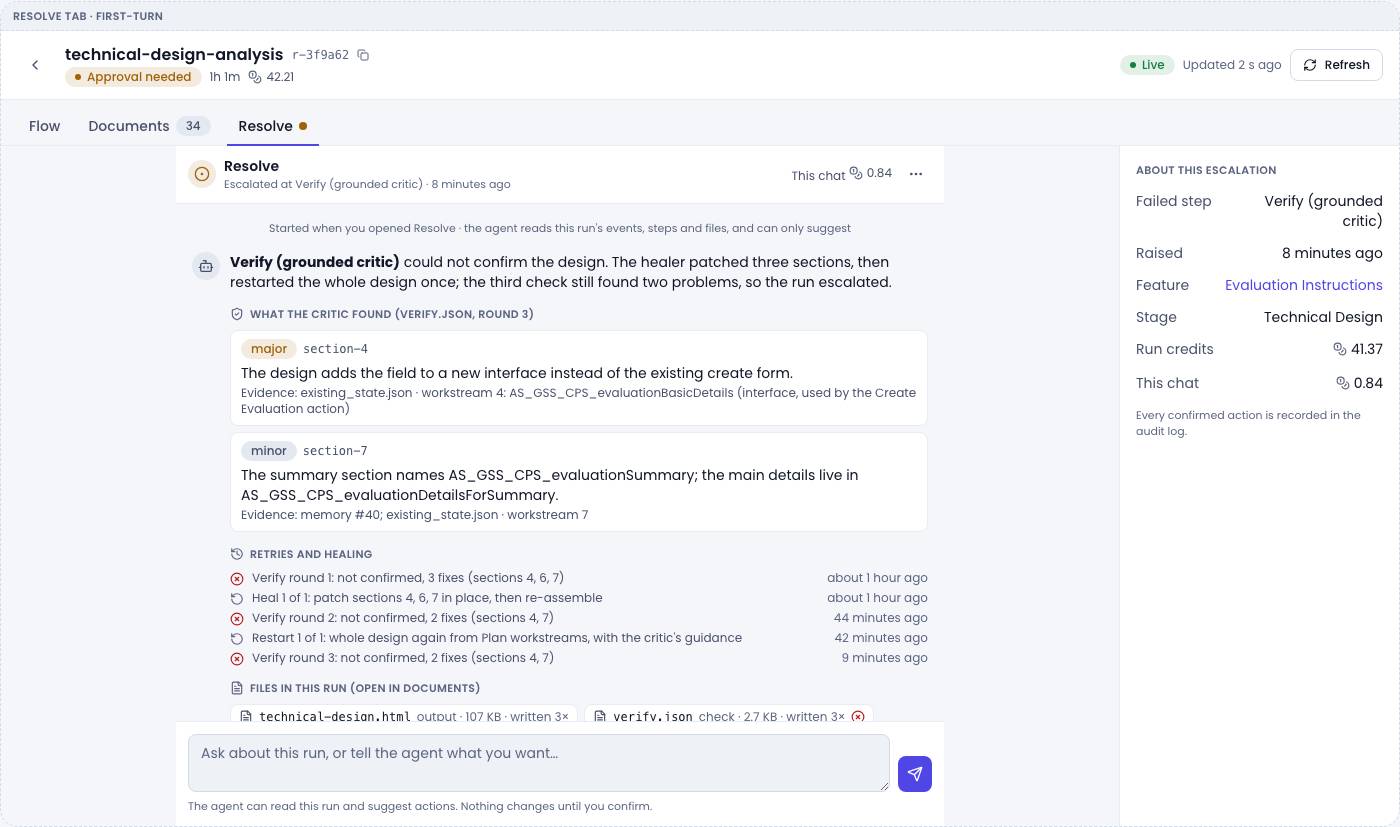 RESOLVE TAB · FIRST-TURN
technical-design-analysis r-3f9a62
Approval needed 1h 1m 42.21
Live Updated 2 s ago Refresh
Flow Documents 34 Resolve
Resolve
Escalated at Verify (grounded critic) · 8 minutes ago
This chat 0.84
Started when you opened Resolve · the agent reads this run's events, steps and files, and can only suggest
Verify (grounded critic) could not confirm the design. The healer patched three sections, then
restarted the whole design once; the third check still found two problems, so the run escalated.
WHAT THE CRITIC FOUND (VERIFY.JSON, ROUND 3)
major section-4
The design adds the field to a new interface instead of the existing create form.
Evidence: existing_state.json · workstream 4: AS_GSS_CPS_evaluationBasicDetails (interface, used by the Create
Evaluation action)
minor section-7
The summary section names AS_GSS_CPS_evaluationSummary; the main details live in
AS_GSS_CPS_evaluationDetailsForSummary.
Evidence: memory #40; existing_state.json · workstream 7
RETRIES AND HEALING
Verify round 1: not confirmed, 3 fixes (sections 4, 6, 7) about 1 hour ago
Heal 1 of 1: patch sections 4, 6, 7 in place, then re-assemble about 1 hour ago
Verify round 2: not confirmed, 2 fixes (sections 4, 7) 44 minutes ago
Restart 1 of 1: whole design again from Plan workstreams, with the critic's guidance 42 minutes ago
Verify round 3: not confirmed, 2 fixes (sections 4, 7) 9 minutes ago
FILES IN THIS RUN (OPEN IN DOCUMENTS)
technical-design.html output · 107 KB · written 3× verify.json check · 2.7 KB · written 3×
Ask about this run, or tell the agent what you want…
The agent can read this run and suggest actions. Nothing changes until you confirm.
ABOUT THIS ESCALATION
Failed step Verify (grounded
critic)
Raised 8 minutes ago
Feature Evaluation Instructions
Stage Technical Design
Run credits 41.37
This chat 0.84
Every confirmed action is recorded in the
audit log.